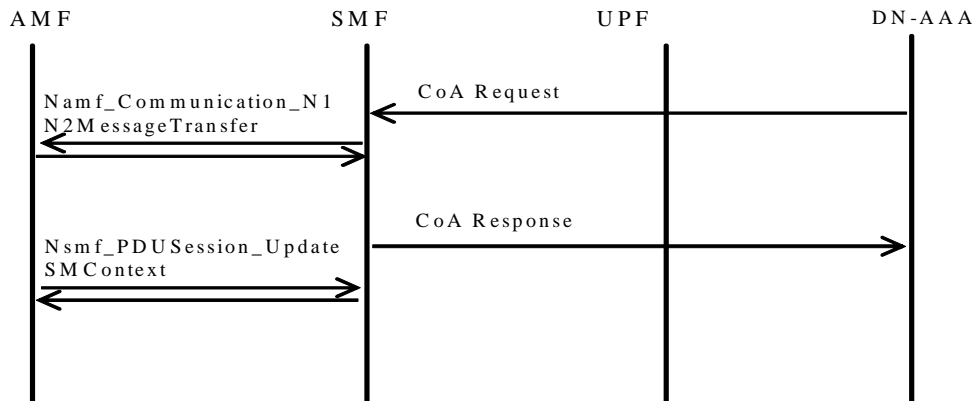 AMF
SMF
UPF
DN-AAA
CoA Request
Namf_Communication_N1
N2MessageTransfer
CoA Response
Nsmf_PDUSession_Update
SMContext